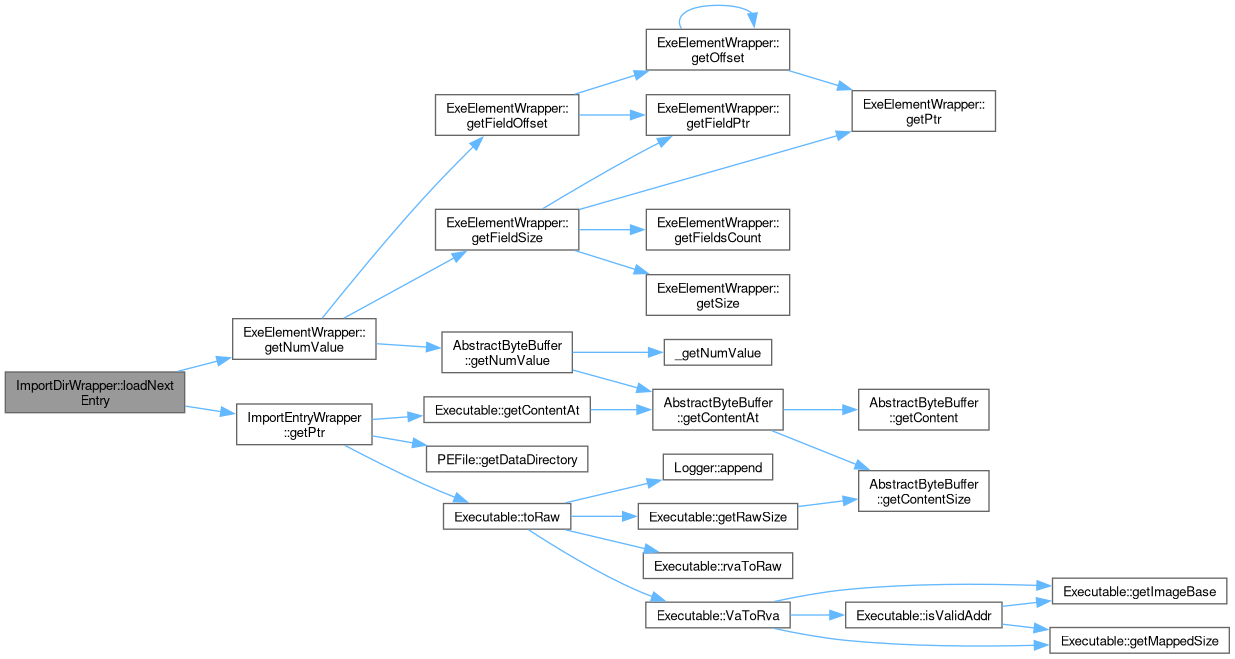 ImportDirWrapper::loadNext
Entry
ExeElementWrapper::
getNumValue
ImportEntryWrapper
::getPtr
ExeElementWrapper::
getFieldOffset
ExeElementWrapper::
getFieldSize
AbstractByteBuffer
::getNumValue
Executable::getContentAt
PEFile::getDataDirectory
Executable::toRaw
ExeElementWrapper::
getOffset
ExeElementWrapper::
getFieldPtr
ExeElementWrapper::
getFieldsCount
ExeElementWrapper::
getSize
_getNumValue
AbstractByteBuffer
::getContentAt
Logger::append
Executable::getRawSize
Executable::rvaToRaw
Executable::VaToRva
ExeElementWrapper::
getPtr
AbstractByteBuffer
::getContent
AbstractByteBuffer
::getContentSize
Executable::isValidAddr
Executable::getImageBase
Executable::getMappedSize